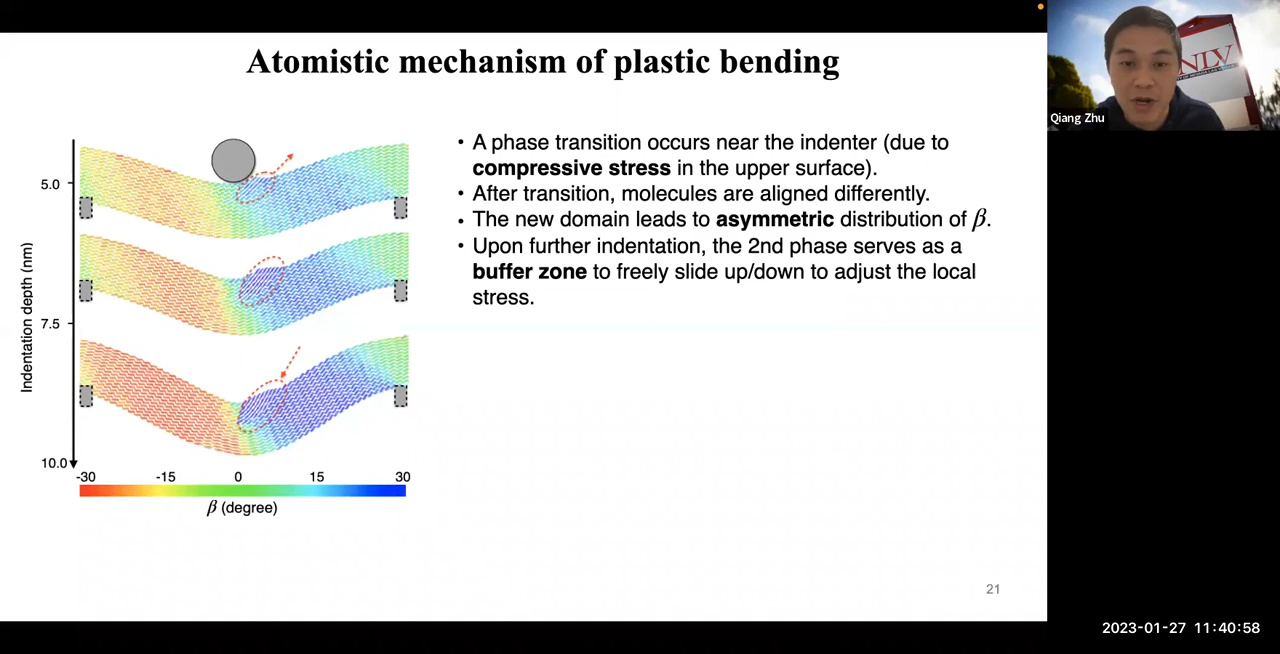 Atomistic mechanism of plastic bending
• A phase transition occurs near the indenter (due to
compressive stress in the upper surface).
• After transition, molecules are aligned differently.
• The new domain leads to asymmetric distribution of β.
• Upon further indentation, the 2nd phase serves as a
buffer zone to freely slide up/down to adjust the local
stress.
Indentation depth (nm)
5.0
7.5
10.0
-30 -15 0 15 30
β (degree)
21
NLV
Qiang Zhu
2023-01-27 11:40:58